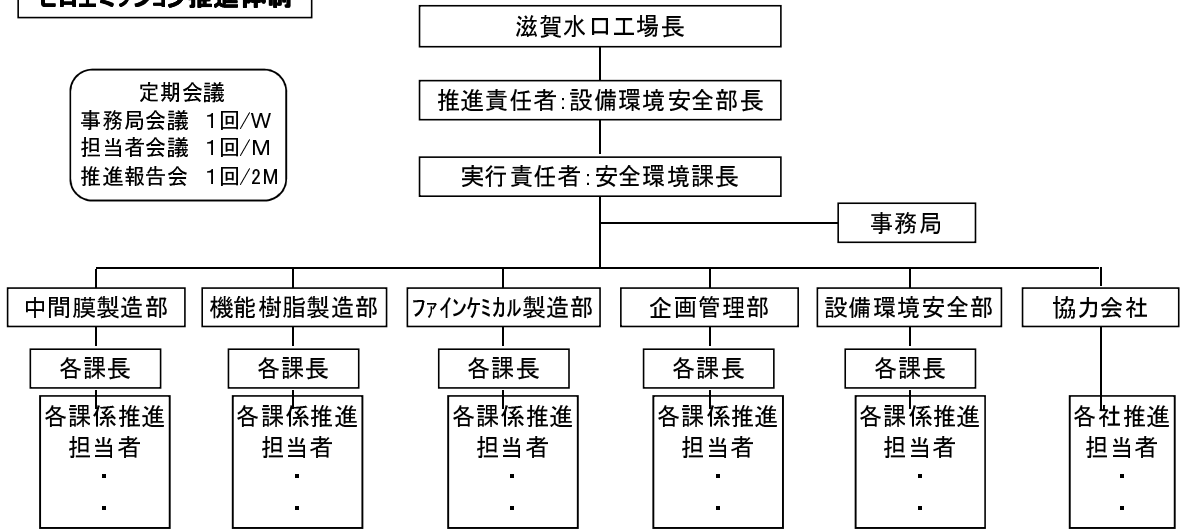 ゼロエミッション推進体制
滋賀水口工場長
定期会議
事務局会議 1回/W
担当者会議 1回/M
推進報告会 1回/2M
推進責任者:設備環境安全部長
実行責任者:安全環境課長
事務局
中間膜製造部
機能樹脂製造部
ファインケミカル製造部
企画管理部
設備環境安全部
協力会社
各課長
各課長
各課長
各課長
各課長
各課係推進
担当者
・
・
各課係推進
担当者
・
・
各課係推進
担当者
・
・
各課係推進
担当者
・
・
各課係推進
担当者
・
・
各社推進
担当者
・
・